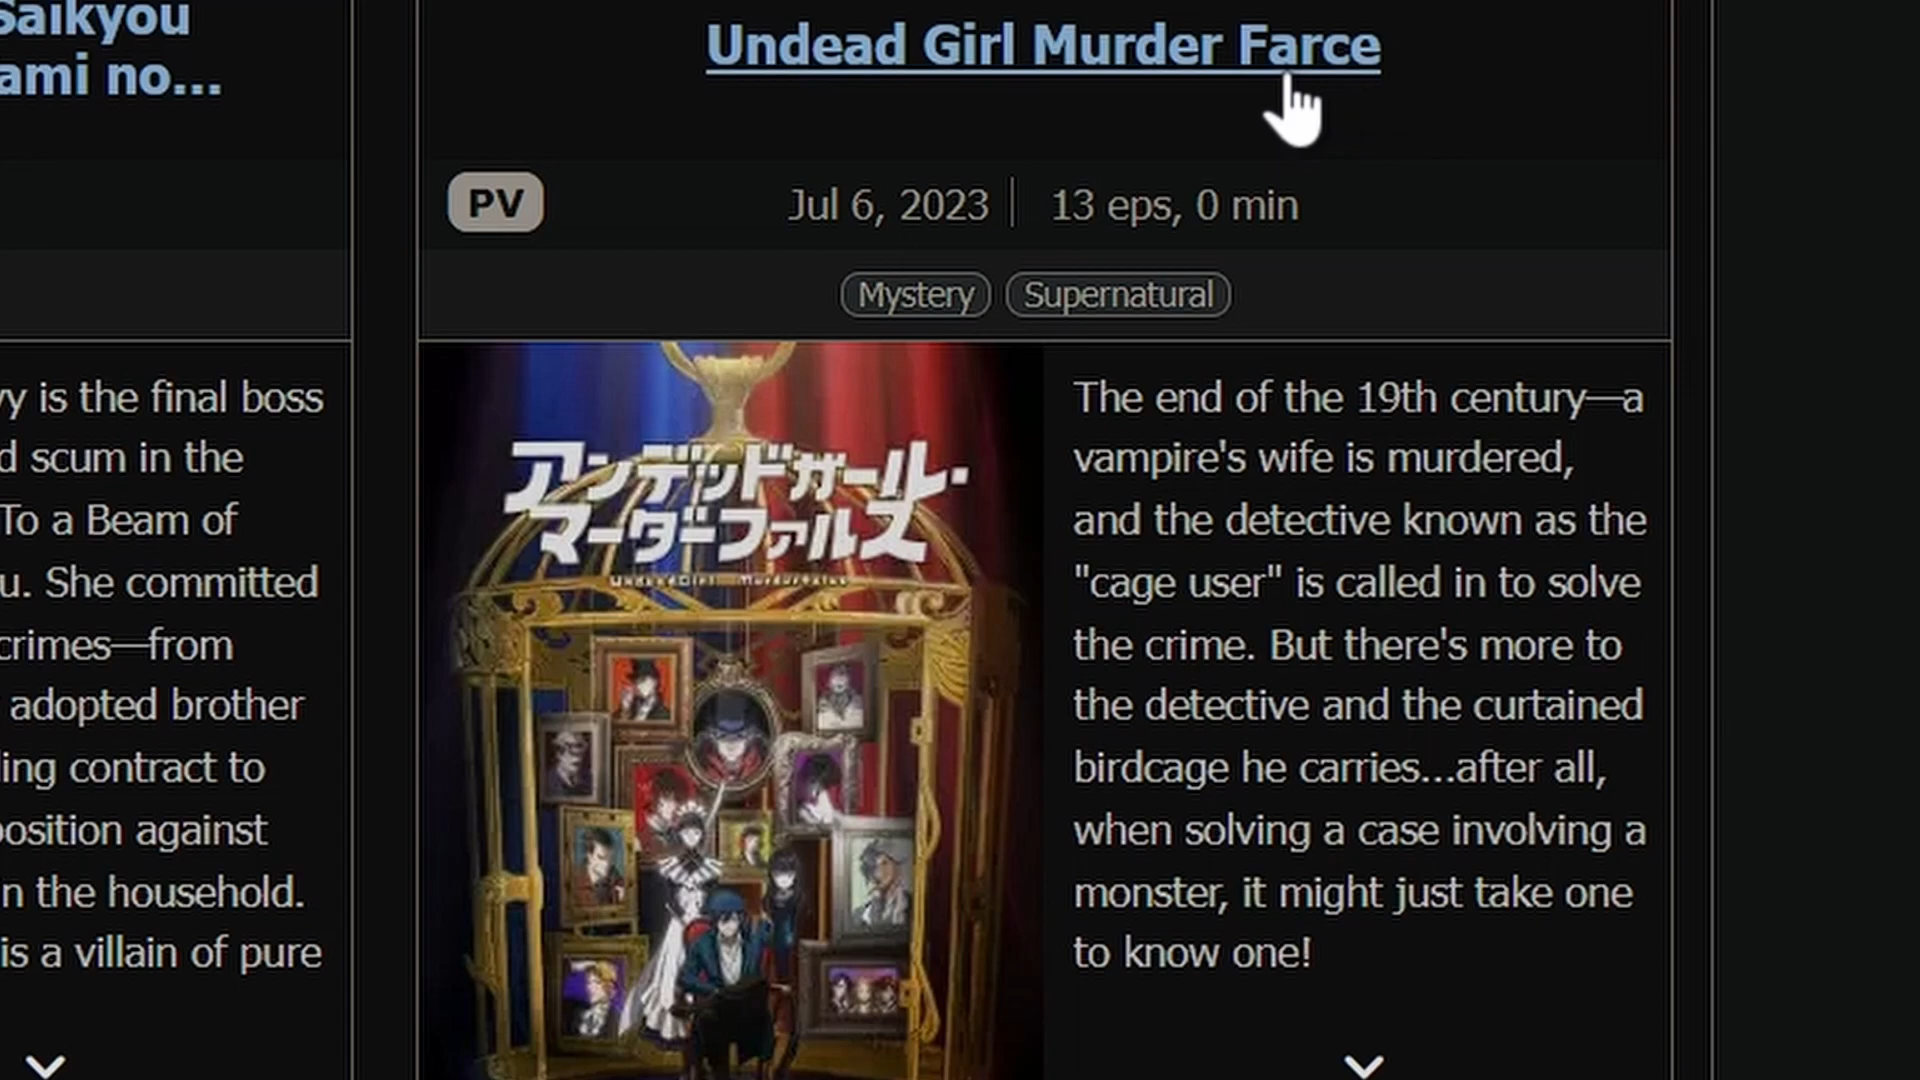 Saikyou
ami no...
y is the final boss
d scum in the
To a Beam of
u. She committed
crimes—from
adopted brother
ing contract to
position against
n the household.
is a villain of pure
Undead Girl Murder Farce
PV
Jul 6, 2023
13 eps, 0 min
Mystery
Supernatural
アンデッドガール・
マーダーファルス
The end of the 19th century—a
vampire's wife is murdered,
and the detective known as the
"cage user" is called in to solve
the crime. But there's more to
the detective and the curtained
birdcage he carries...after all,
when solving a case involving a
monster, it might just take one
to know one!